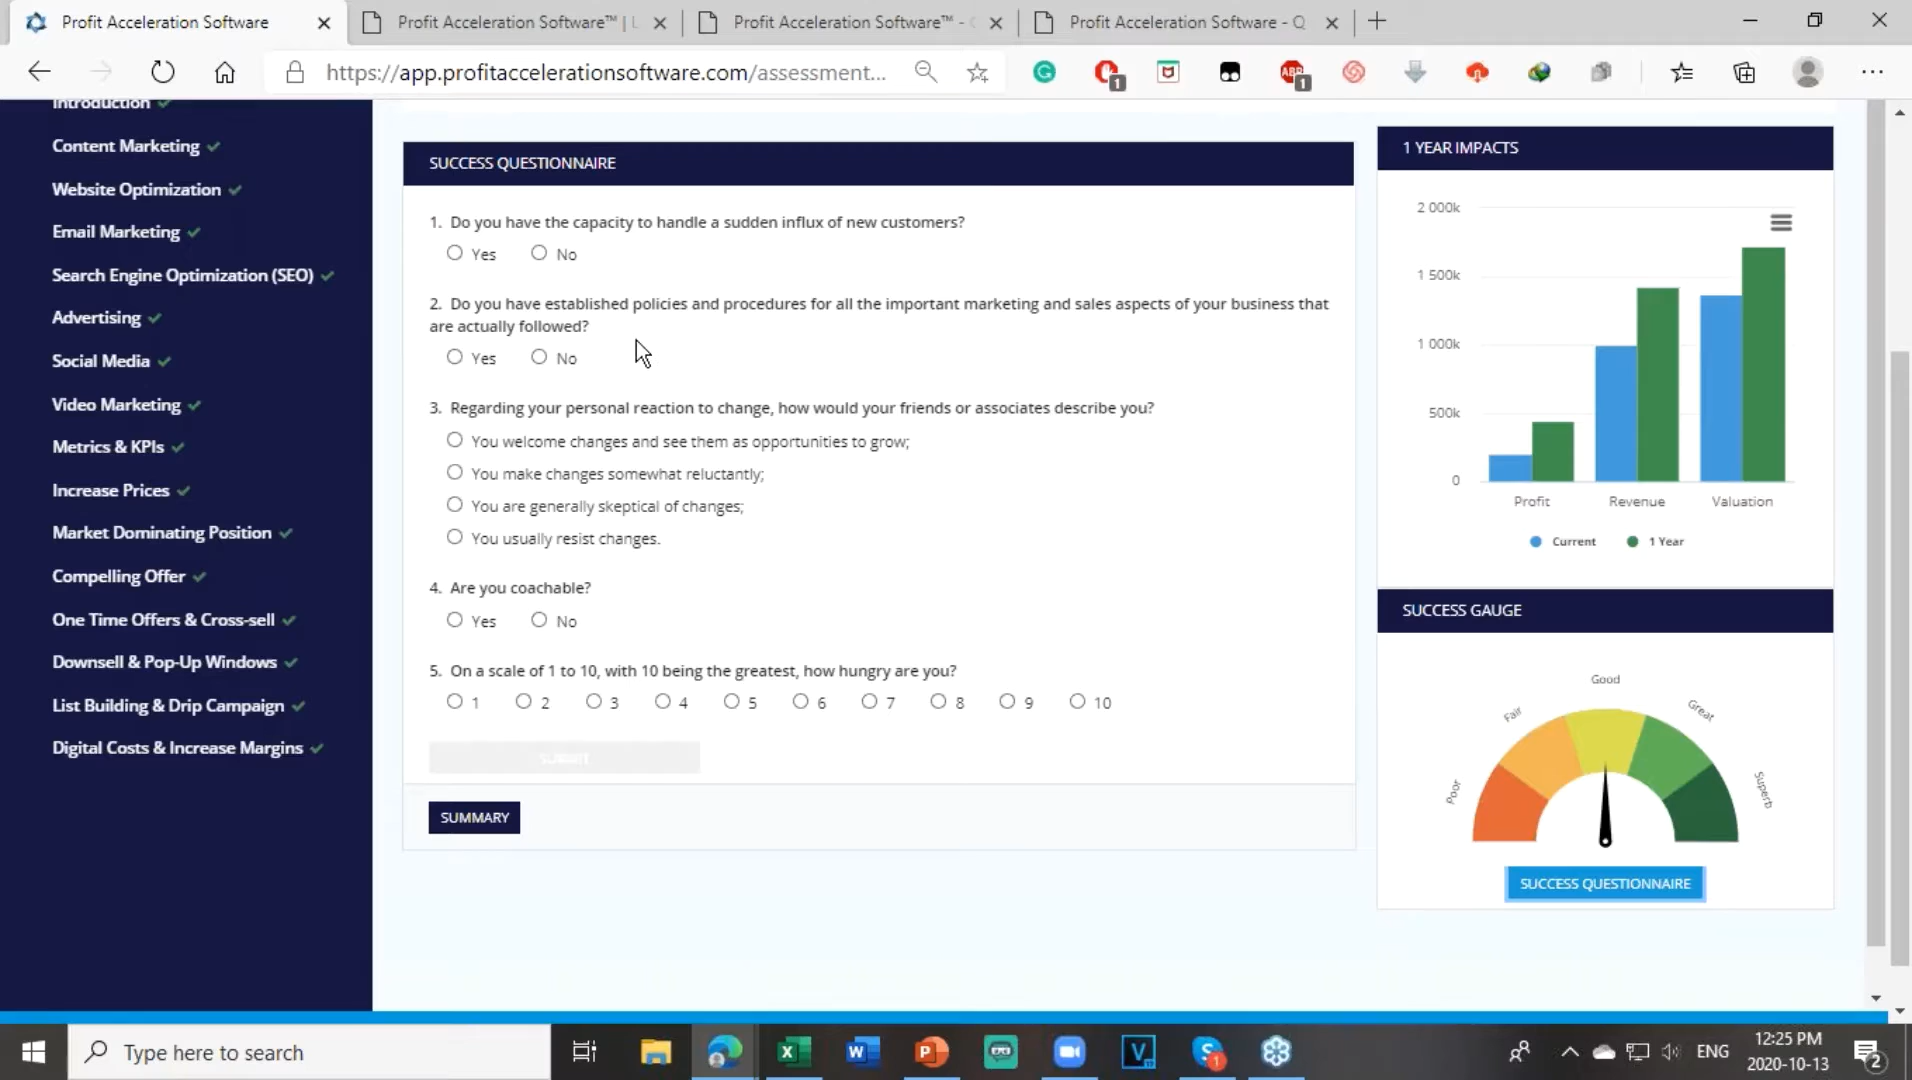 Profit Acceleration Software
Profit Acceleration Software™ |
Profit Acceleration Software™ -
Profit Acceleration Software - Q
https://app.profitaccelerationsoftware.com/assessment...
1
ABP
1
Introduction
Content Marketing
Website Optimization
Email Marketing
Search Engine Optimization (SEO)
Advertising
Social Media
Video Marketing
Metrics & KPIs
Increase Prices
Market Dominating Position
Compelling Offer
One Time Offers & Cross-sell
Downsell & Pop-Up Windows
List Building & Drip Campaign
Digital Costs & Increase Margins
SUCCESS QUESTIONNAIRE
1. Do you have the capacity to handle a sudden influx of new customers?
Yes No
2. Do you have established policies and procedures for all the important marketing and sales aspects of your business that
are actually followed?
Yes No
3. Regarding your personal reaction to change, how would your friends or associates describe you?
You welcome changes and see them as opportunities to grow;
You make changes somewhat reluctantly;
You are generally skeptical of changes;
You usually resist changes.
4. Are you coachable?
Yes No
5. On a scale of 1 to 10, with 10 being the greatest, how hungry are you?
1 2 3 4 5 6 7 8 9 10
SUBMIT
SUMMARY
1 YEAR IMPACTS
2 000k
1 500k
1 000k
500k
0
Profit Revenue Valuation
Current 1 Year
SUCCESS GAUGE
Poor
Fair
Good
Great
Superb
SUCCESS QUESTIONNAIRE
Type here to search
ENG
12:25 PM
2020-10-13
2